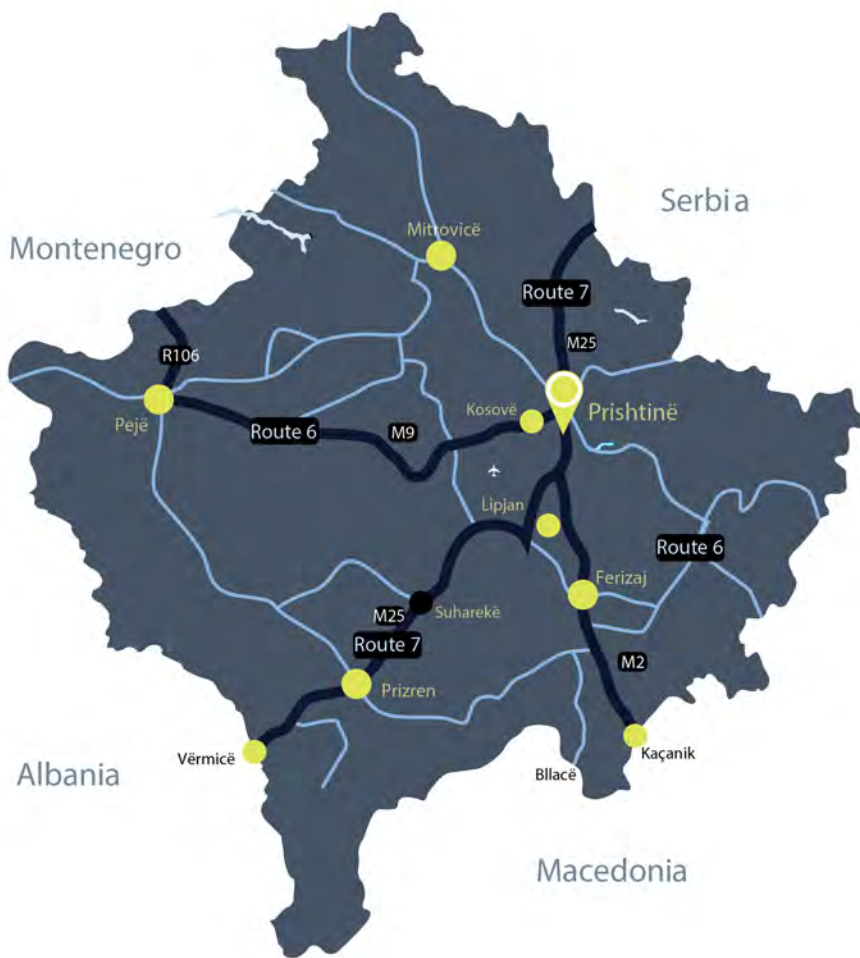 Serbia
Mitrovicë
Montenegro
Route 7
M25
R106
Kosovë
Prishtinë
Pejë
Route 6
M9
Lipjan
Route 6
Ferizaj
M25
Suharekë
Route 7
M2
Prizren
Vërmicë
Kaçanik
Albania
Bllacë
Macedonia